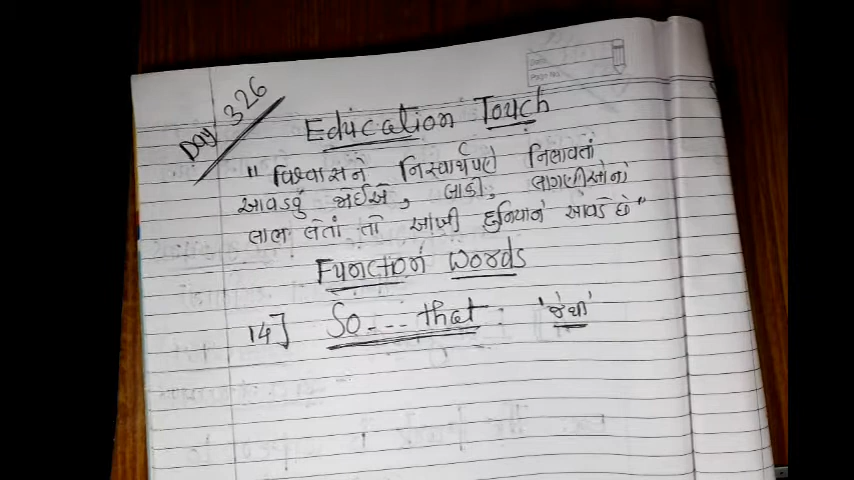 Day 326
Education Touch
" વિશ્વાસને નિસ્વાર્થપણે નિભાવતાં
આવડવું જોઈએ, બાકી, લાગણીઓનો
લાભ લેતાં તો આખી દુનિયાને આવડે છે"
Function words
14] So --- that : 'જેથી'